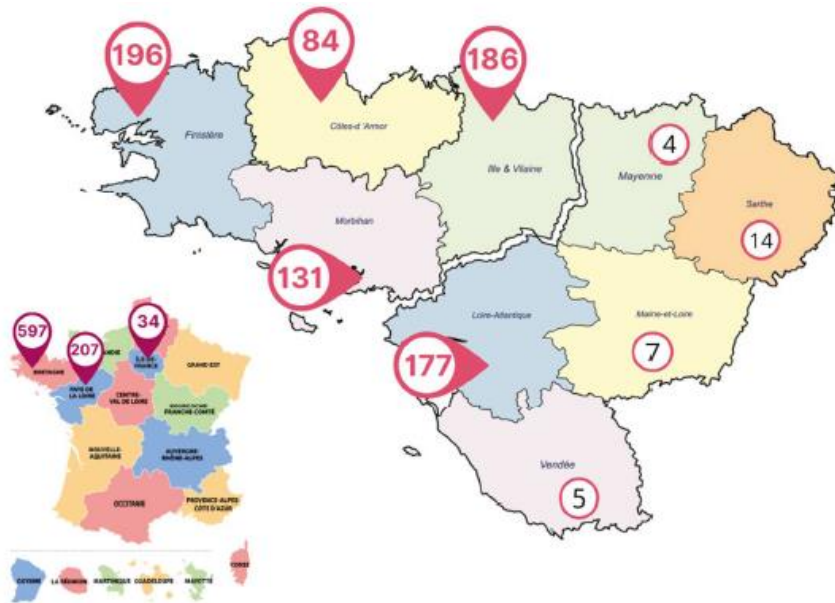 196
84
186
Finistère
Côtes-d 'Armor
Ille & Vilaine
4
Mayenne
Sarthe
14
Morbihan
131
Loire-Atlantique
Maine-et-Loire
177
7
Vendée
5
597
207
34
BRETAGNE
ÎLE-DE-
FRANCE
GRAND-EST
PAYS DE
LA LOIRE
CENTRE-
VAL DE LOIRE
FRANCHE-COMTÉ
NOUVELLE-
AQUITAINE
AUVERGNE-
RHÔNE-ALPES
OCCITANIE
PROVENCE-ALPES
CÔTE D'AZUR
GUYANE
LA RÉUNION
MARTINIQUE
GUADELOUPE
MAYOTTE
CORSE